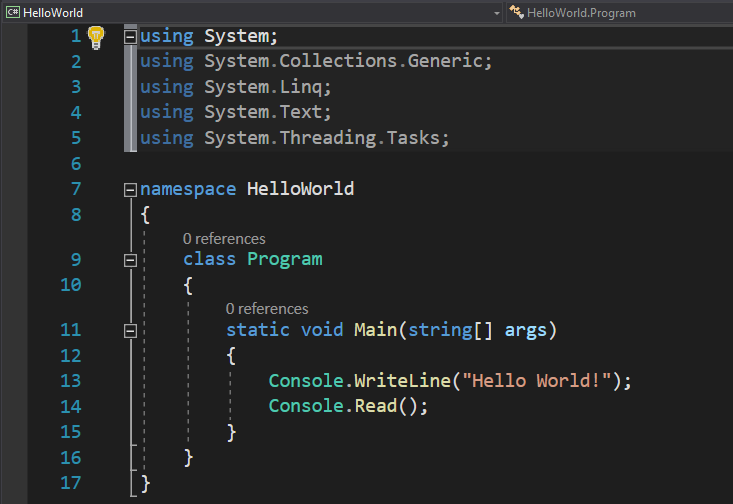 C# HelloWorld HelloWorld.Program
1 using System;
2 using System.Collections.Generic;
3 using System.Linq;
4 using System.Text;
5 using System.Threading.Tasks;
6
7 namespace HelloWorld
8 {
0 references
9 class Program
10 {
0 references
11 static void Main(string[] args)
12 {
13 Console.WriteLine("Hello World!");
14 Console.Read();
15 }
16 }
17 }